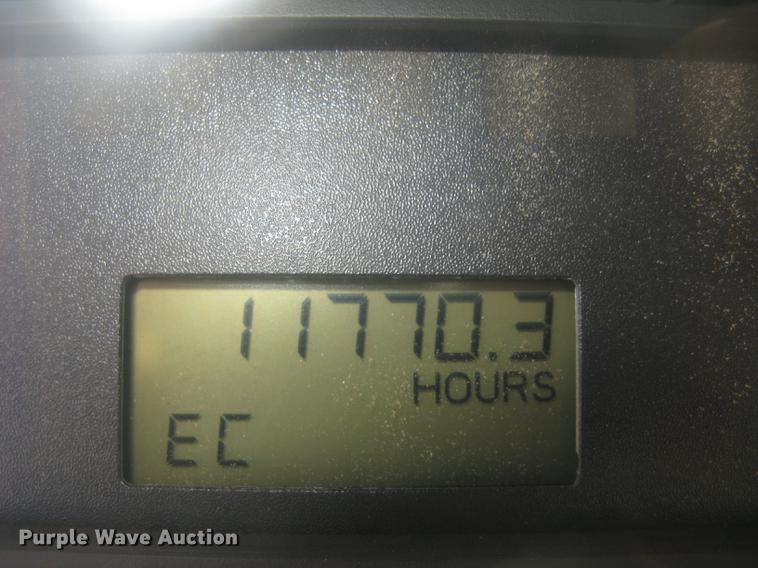 11770.3
HOURS
EC
Purple Wave Auction